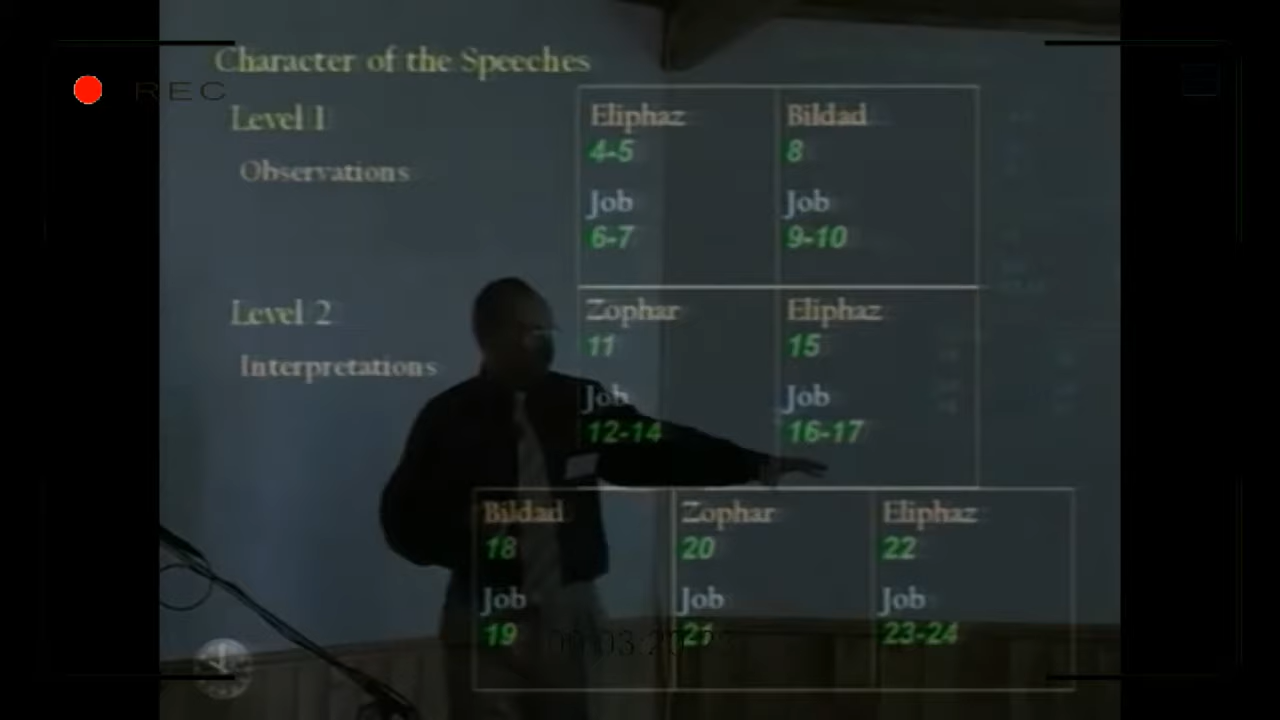 Character of the Speeches
REC
Level 1
Observations
Eliphaz
4-5
Job
6-7
Bildad
8
Job
9-10
Level 2
Interpretations
Zophar
11
Job
12-14
Eliphaz
15
Job
16-17
Bildad
18
Job
19
Zophar
20
Job
21
Eliphaz
22
Job
23-24